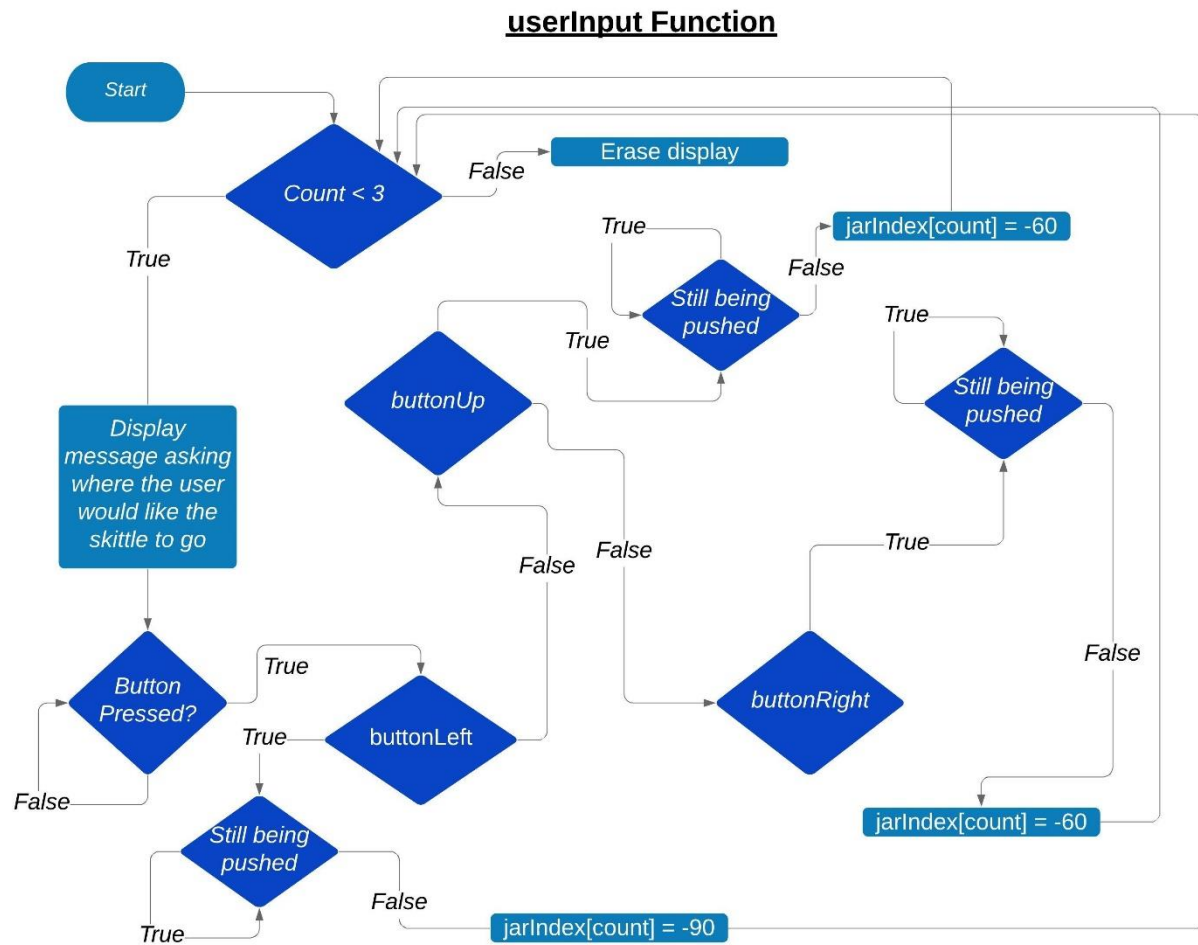 userInput Function
Start
Count < 3
False
Erase display
True
True
Still being
pushed
False
jarIndex[count] = -60
buttonUp
True
True
Still being
pushed
Display
message asking
where the user
would like the
skittle to go
False
False
True
False
Button
Pressed?
True
False
buttonLeft
True
buttonRight
Still being
pushed
True
False
jarIndex[count] = -60
jarIndex[count] = -90